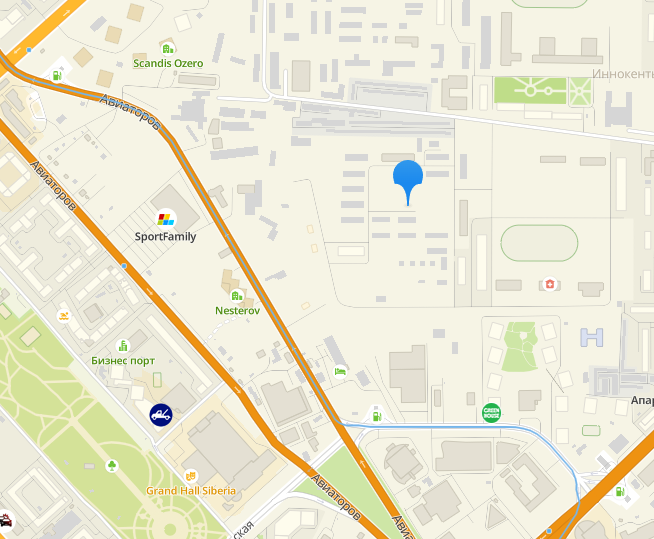 Scandis Ozero
Иннокенть
Авиаторов
Авиаторов
SportFamily
Nesterov
Бизнес порт
GREEN
HOUSE
Апар
Grand Hall Siberia
Авиаторов
Авиа
ская